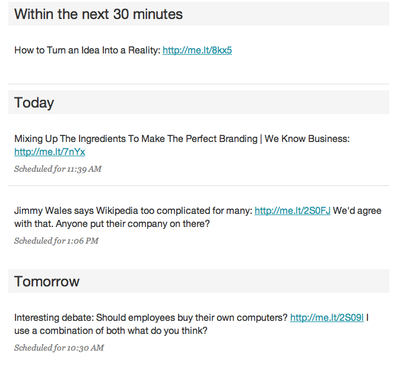 Within the next 30 minutes
How to Turn an Idea Into a Reality: http://me.lt/8kx5
Today
Mixing Up The Ingredients To Make The Perfect Branding | We Know Business:
http://me.lt/7nYx
Scheduled for 11:39 AM
Jimmy Wales says Wikipedia too complicated for many: http://me.lt/2S0FJ We'd agree
with that. Anyone put their company on there?
Scheduled for 1:06 PM
Tomorrow
Interesting debate: Should employees buy their own computers? http://me.lt/2S09l I
use a combination of both what do you think?
Scheduled for 10:30 AM